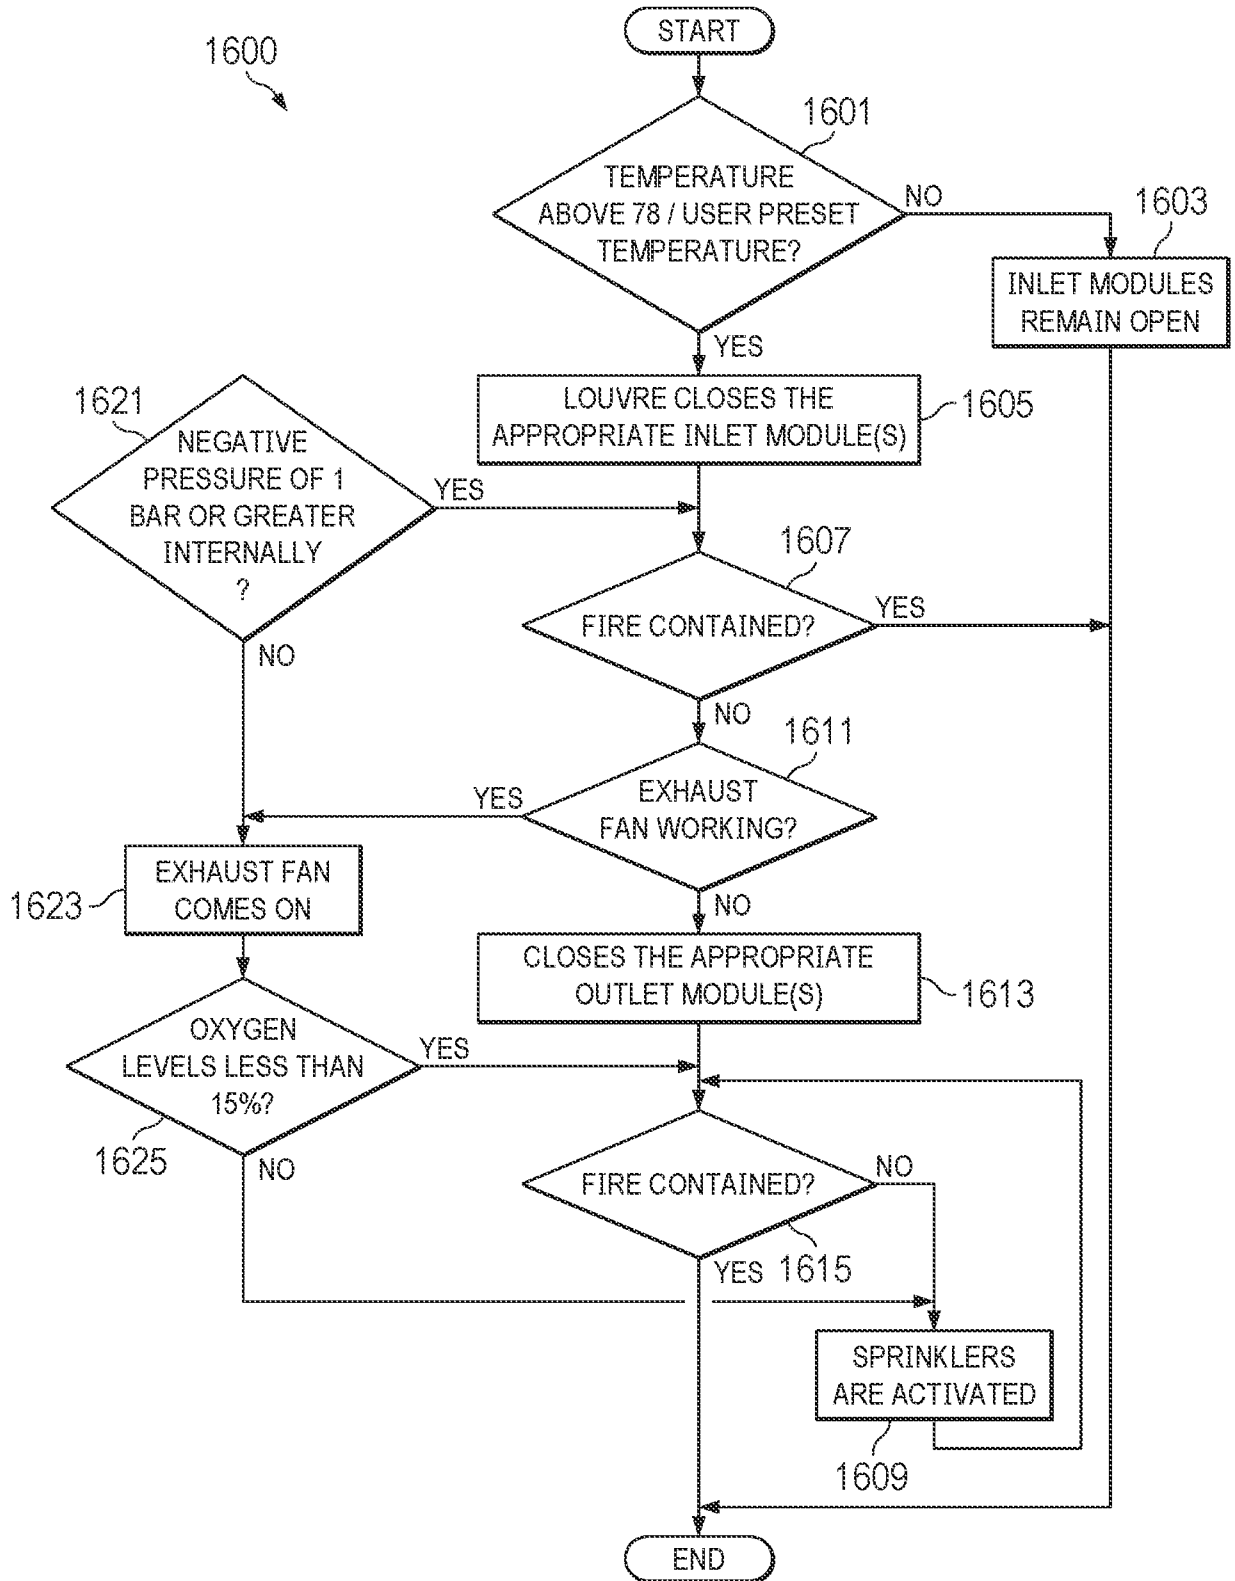 START
1600
1601
TEMPERATURE
ABOVE 78 / USER PRESET
TEMPERATURE?
NO
1603
INLET MODULES
REMAIN OPEN
YES
LOUVRE CLOSES THE
APPROPRIATE INLET MODULE(S)
1605
1621
NEGATIVE
PRESSURE OF 1
BAR OR GREATER
INTERNALLY
?
YES
NO
1607
FIRE CONTAINED?
YES
NO
1611
EXHAUST
FAN WORKING?
YES
NO
EXHAUST FAN
COMES ON
1623
CLOSES THE APPROPRIATE
OUTLET MODULE(S)
1613
OXYGEN
LEVELS LESS THAN
15%?
YES
1625
NO
FIRE CONTAINED?
NO
YES
1615
SPRINKLERS
ARE ACTIVATED
1609
END